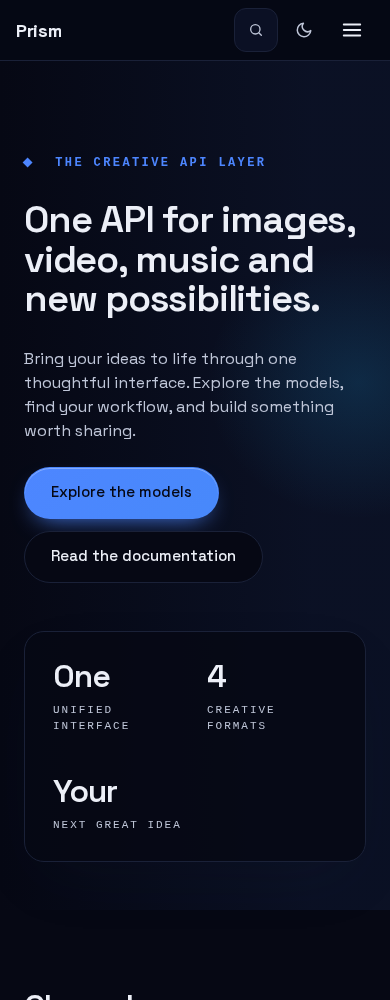 Prism
THE CREATIVE API LAYER
One API for images,
video, music and
new possibilities.
Bring your ideas to life through one
thoughtful interface. Explore the models,
find your workflow, and build something
worth sharing.
Explore the models
Read the documentation
One
UNIFIED
INTERFACE
4
CREATIVE
FORMATS
Your
NEXT GREAT IDEA